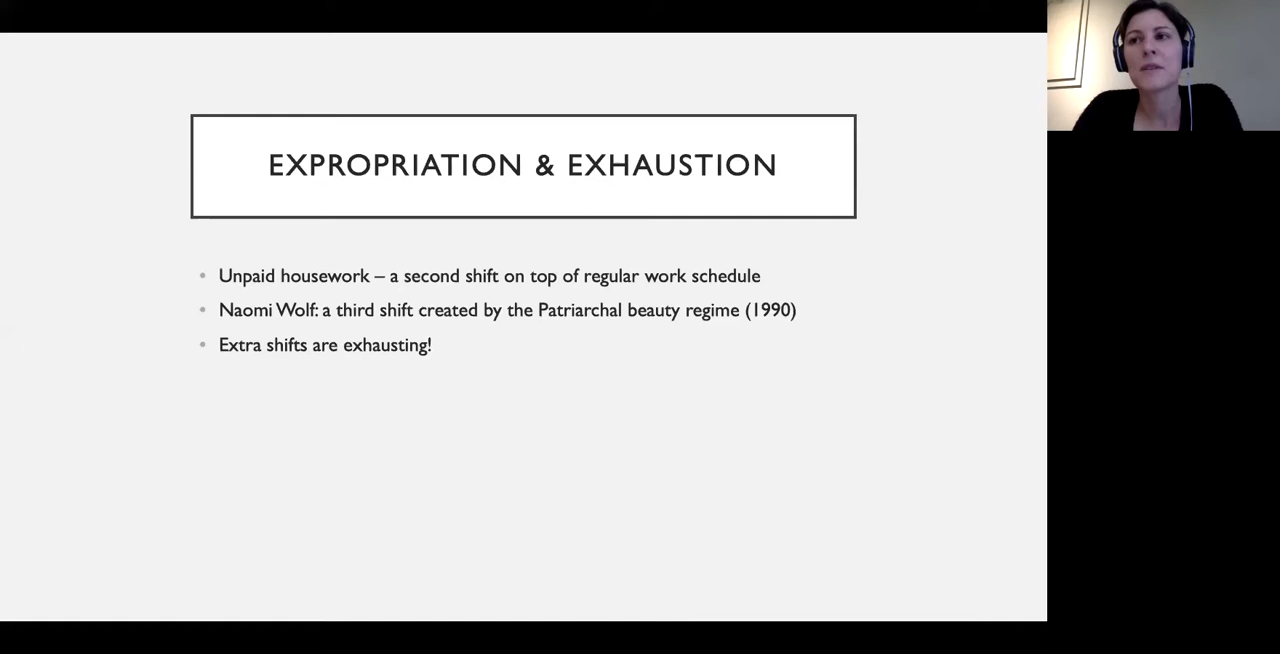 EXPROPRIATION & EXHAUSTION
• Unpaid housework – a second shift on top of regular work schedule
• Naomi Wolf: a third shift created by the Patriarchal beauty regime (1990)
• Extra shifts are exhausting!